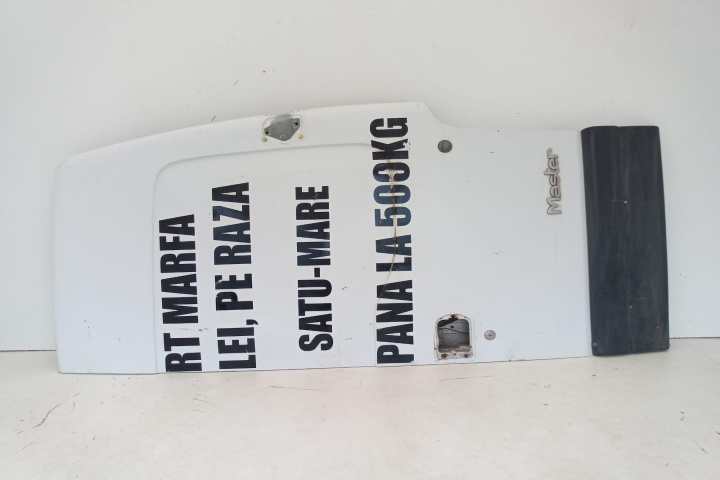 RT MARFA
LEI, PE RAZA
SATU-MARE
PANA LA 500KG
Master